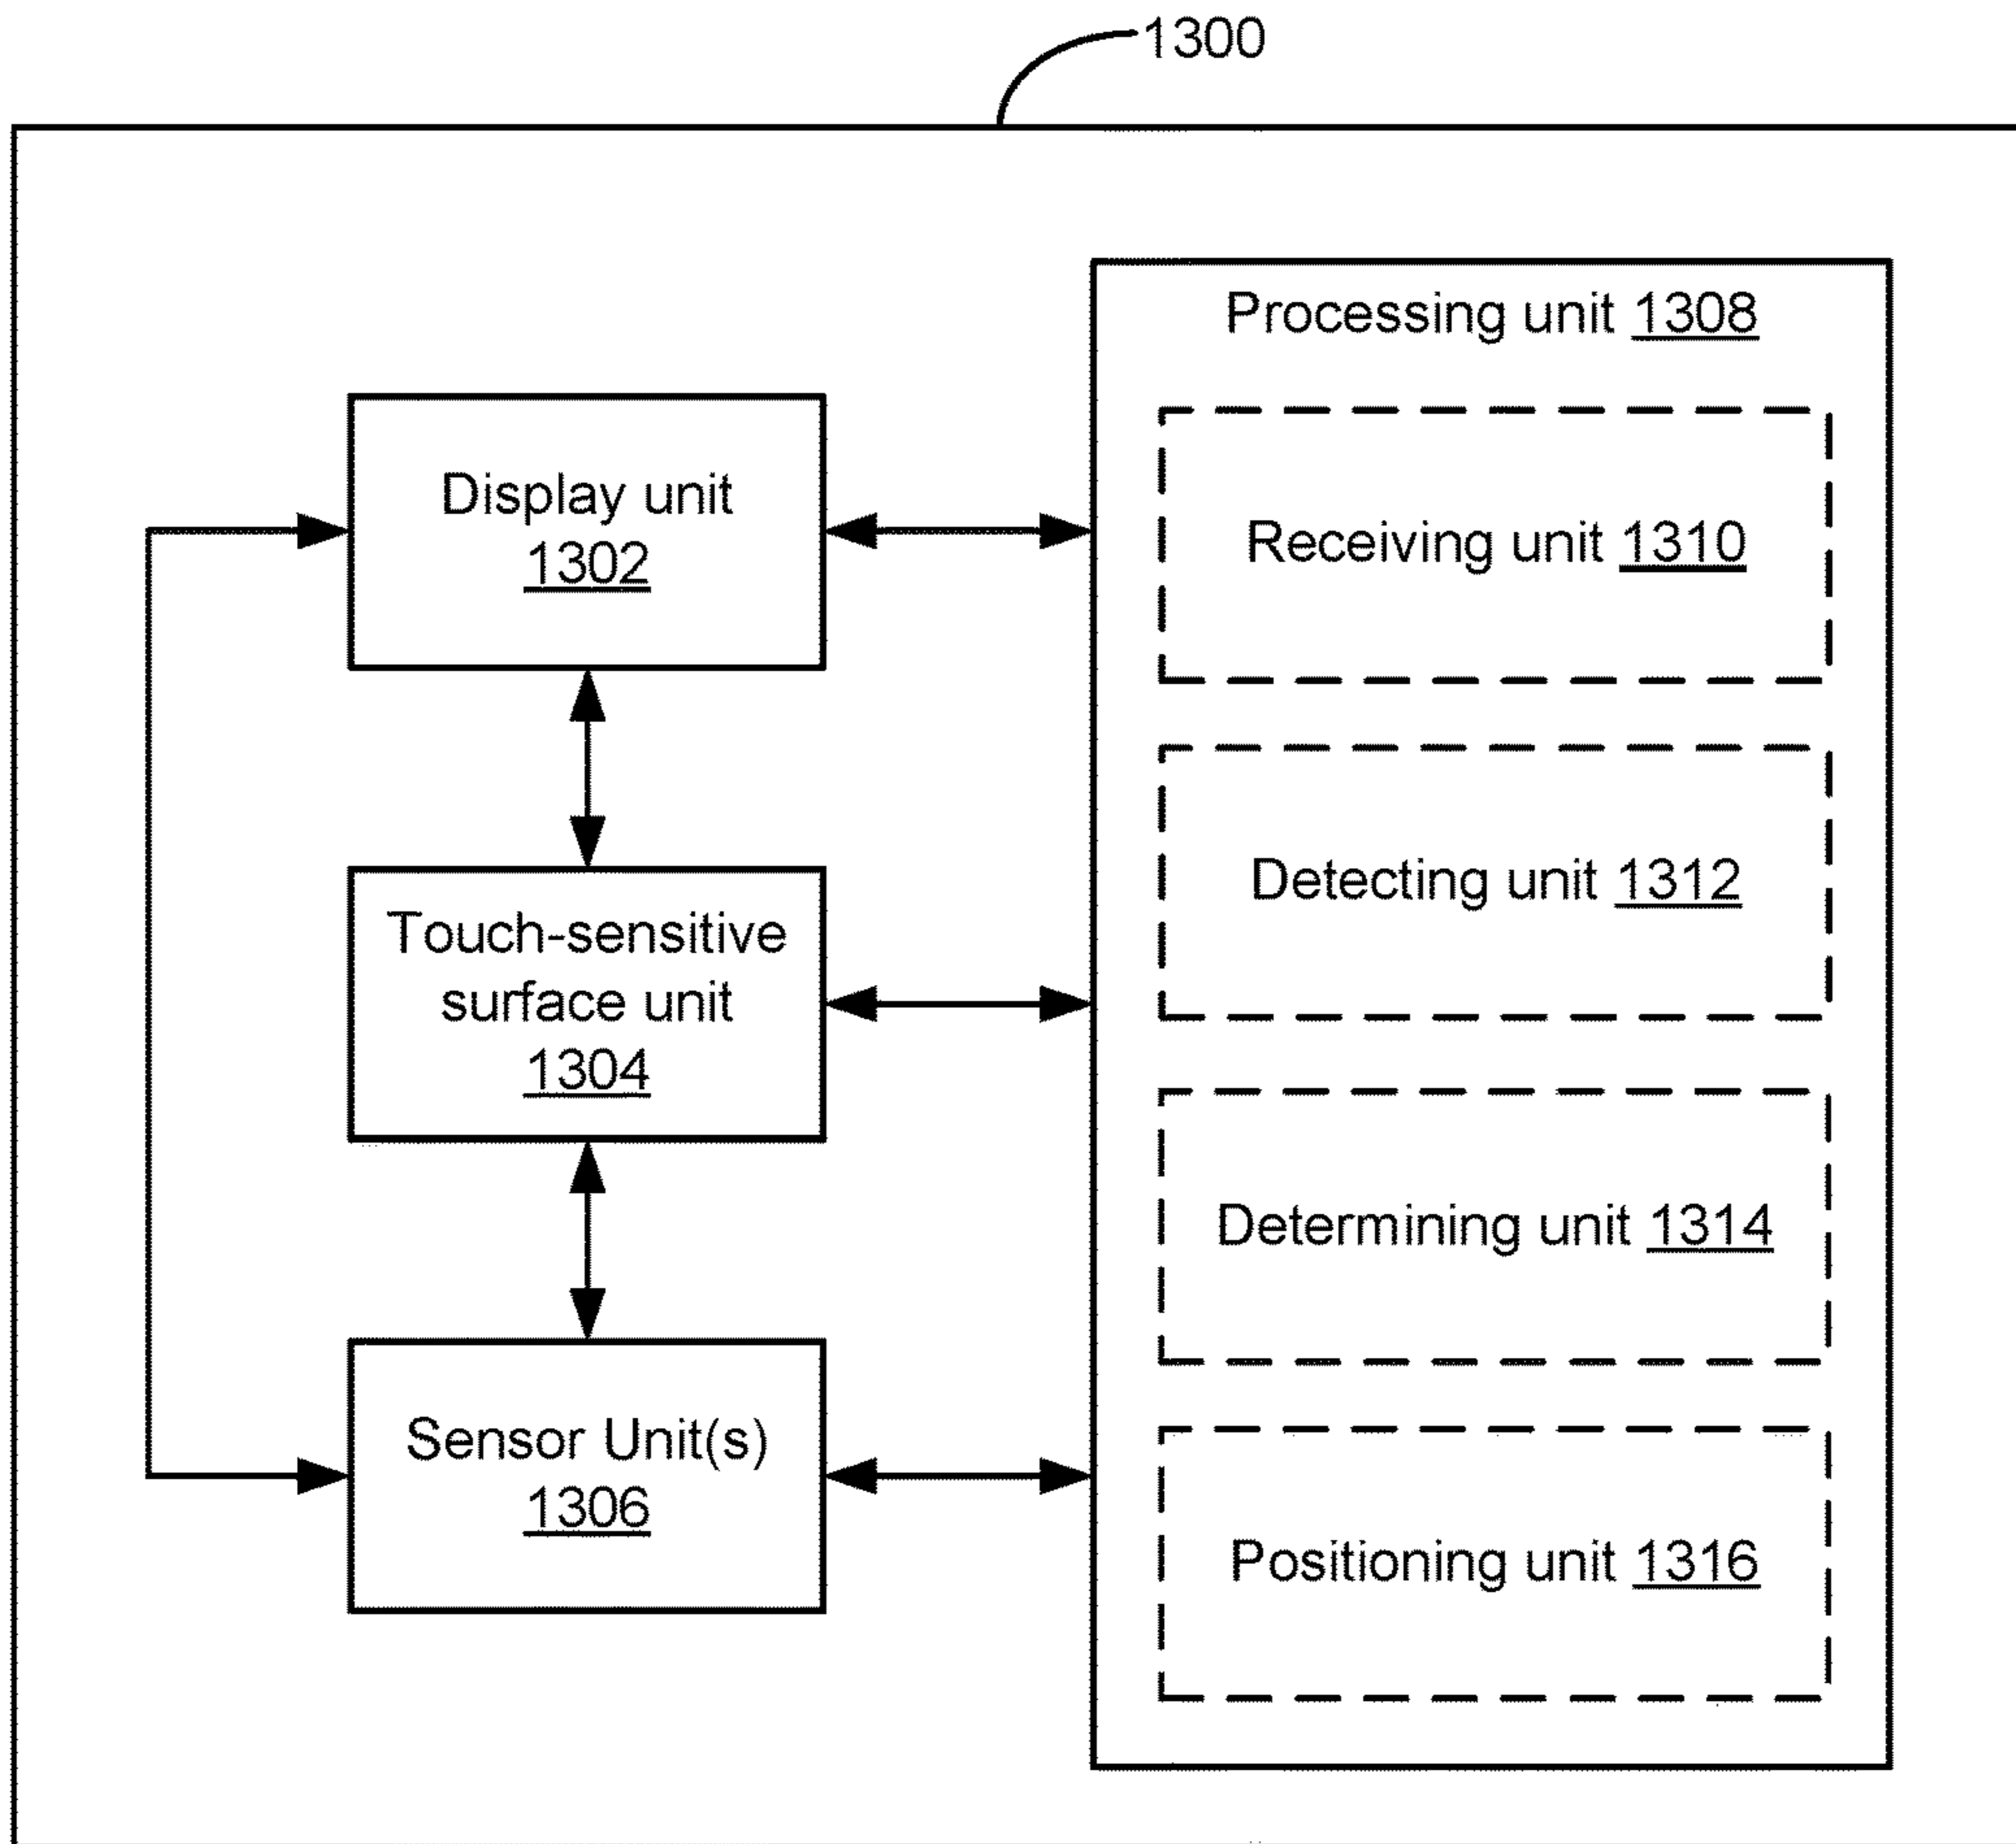 1300
Processing unit 1308
Display unit
1302
Receiving unit 1310
Detecting unit 1312
Touch-sensitive
surface unit
1304
Determining unit 1314
Sensor Unit(s)
1306
Positioning unit 1316